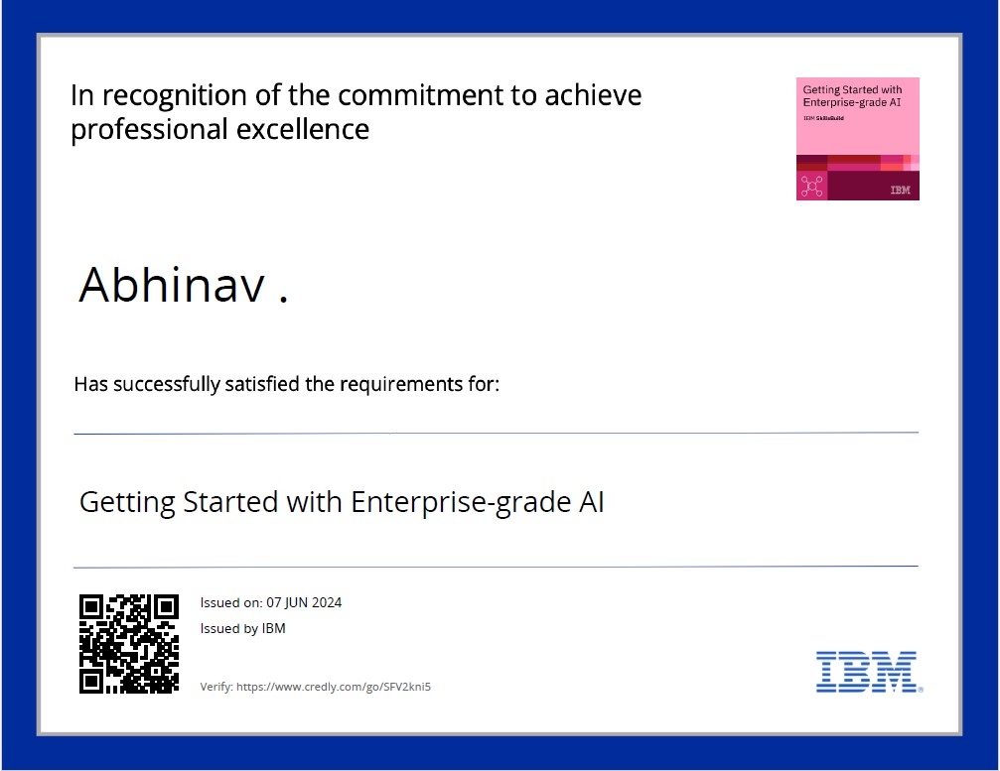 In recognition of the commitment to achieve
professional excellence
Getting Started with
Enterprise-grade AI
IBM SkillsBuild
IBM
Abhinav .
Has successfully satisfied the requirements for:
Getting Started with Enterprise-grade AI
Issued on: 07 JUN 2024
Issued by IBM
Verify: https://www.credly.com/go/SFV2kni5
IBM®